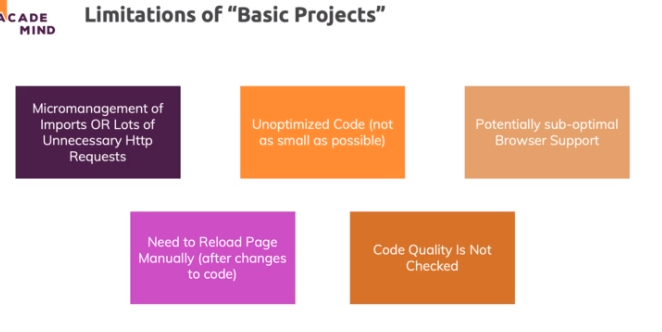 ACADE
MIND
Limitations of “Basic Projects”
Micromanagement of
Imports OR Lots of
Unnecessary Http
Requests
Unoptimized Code (not
as small as possible)
Potentially sub-optimal
Browser Support
Need to Reload Page
Manually (after changes
to code)
Code Quality Is Not
Checked